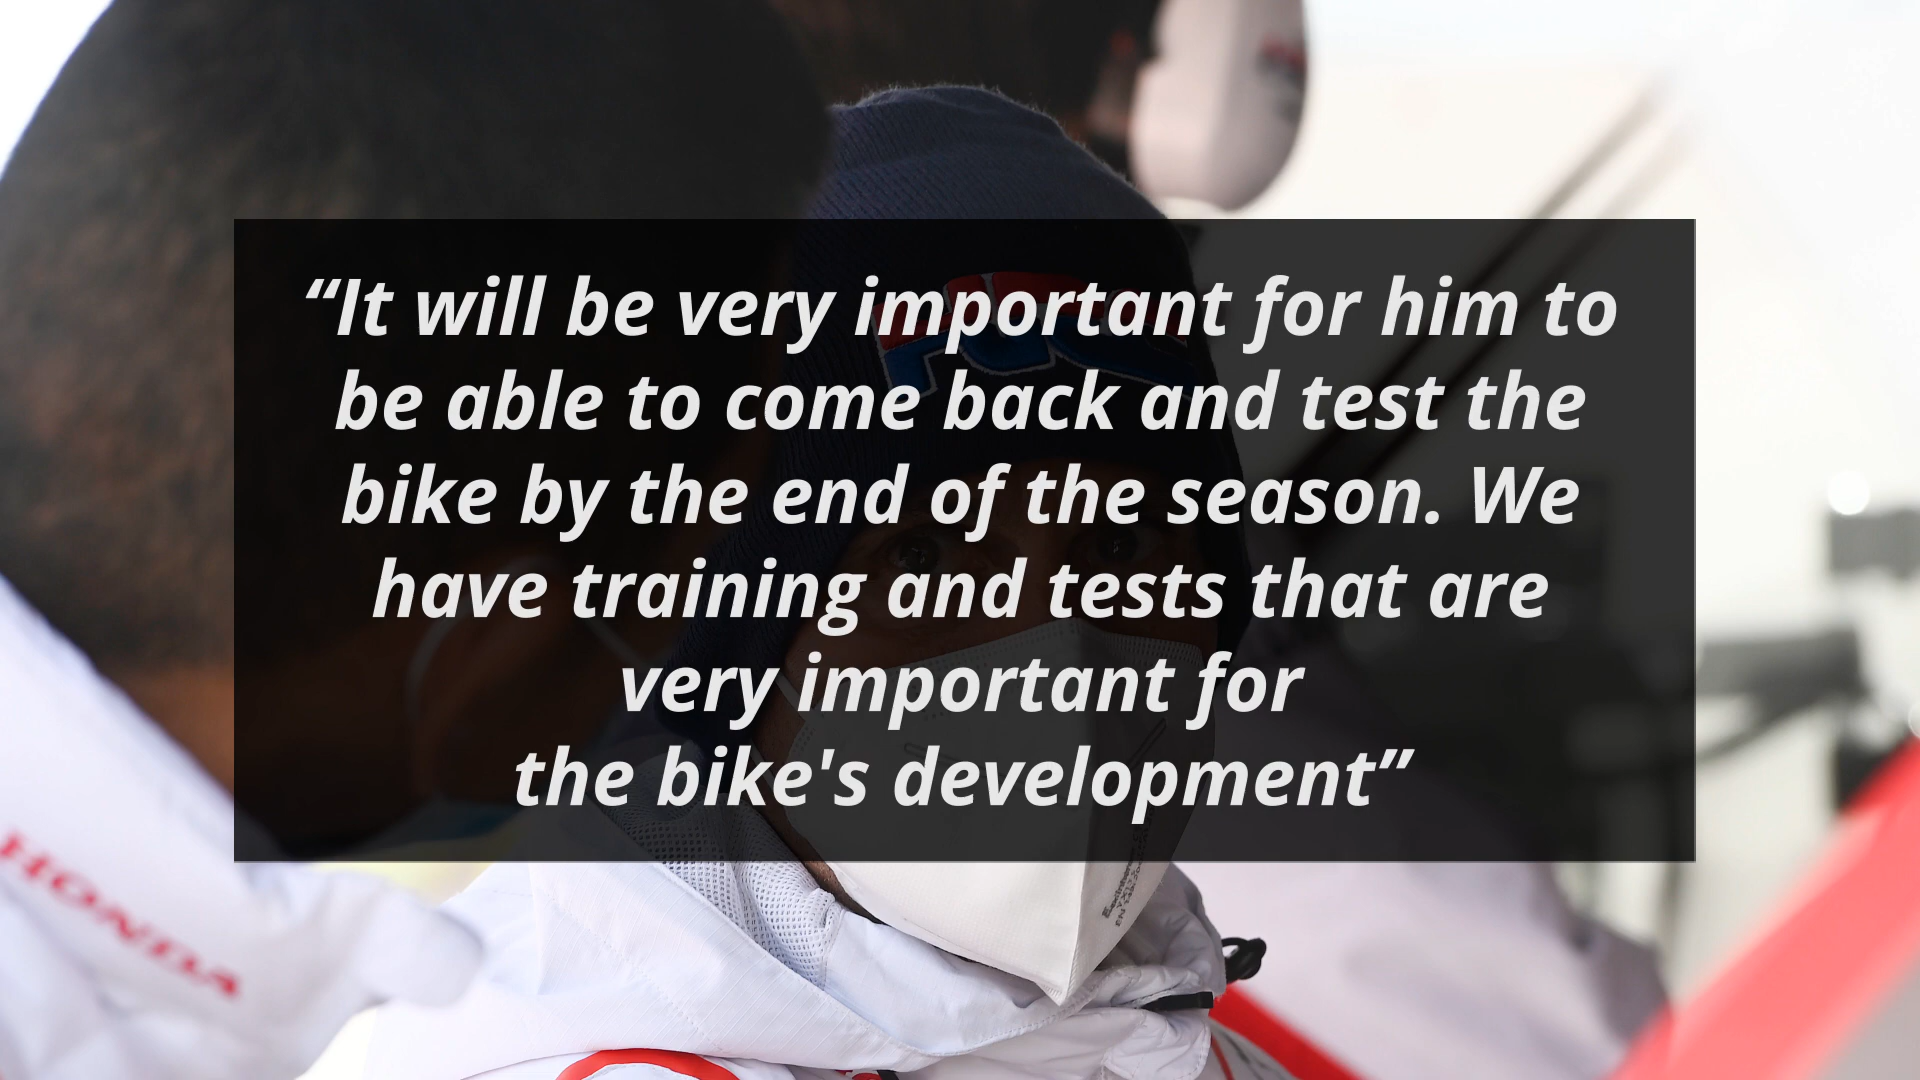 “It will be very important for him to
be able to come back and test the
bike by the end of the season. We
have training and tests that are
very important for
the bike's development”
HRC
HONDA